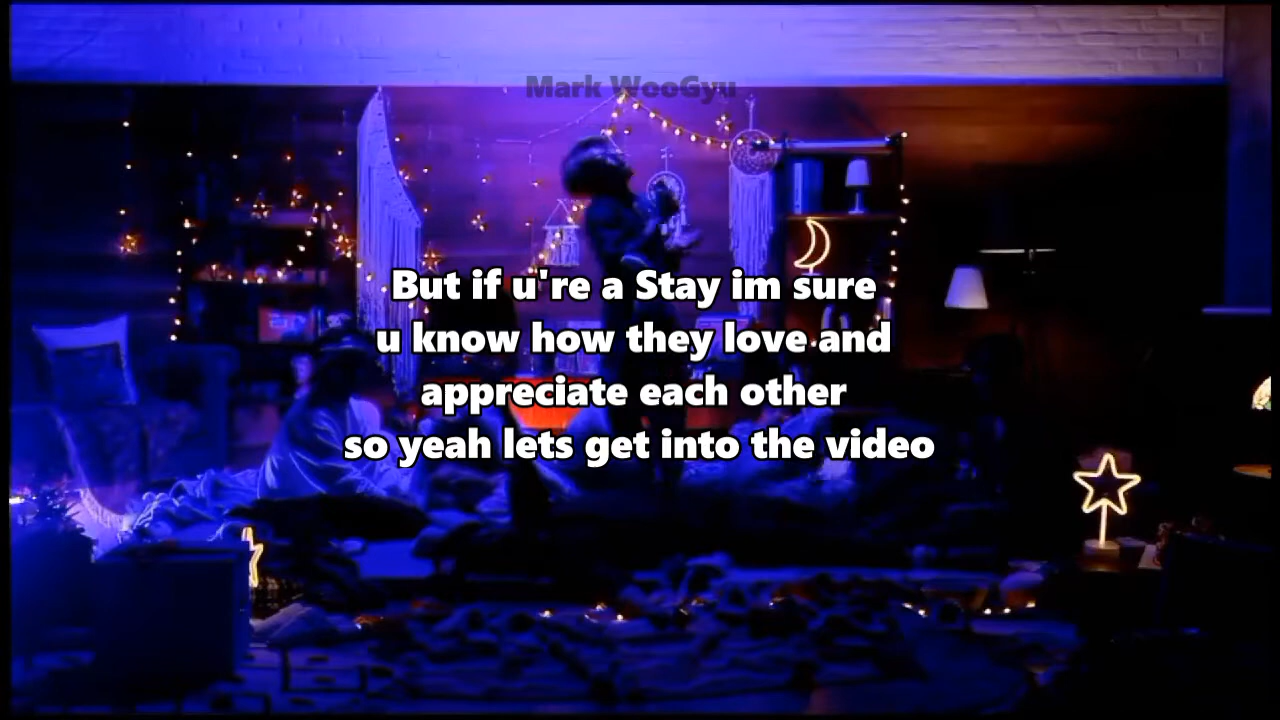 Mark WooGyu
But if u're a Stay im sure
u know how they love and
appreciate each other
so yeah lets get into the video